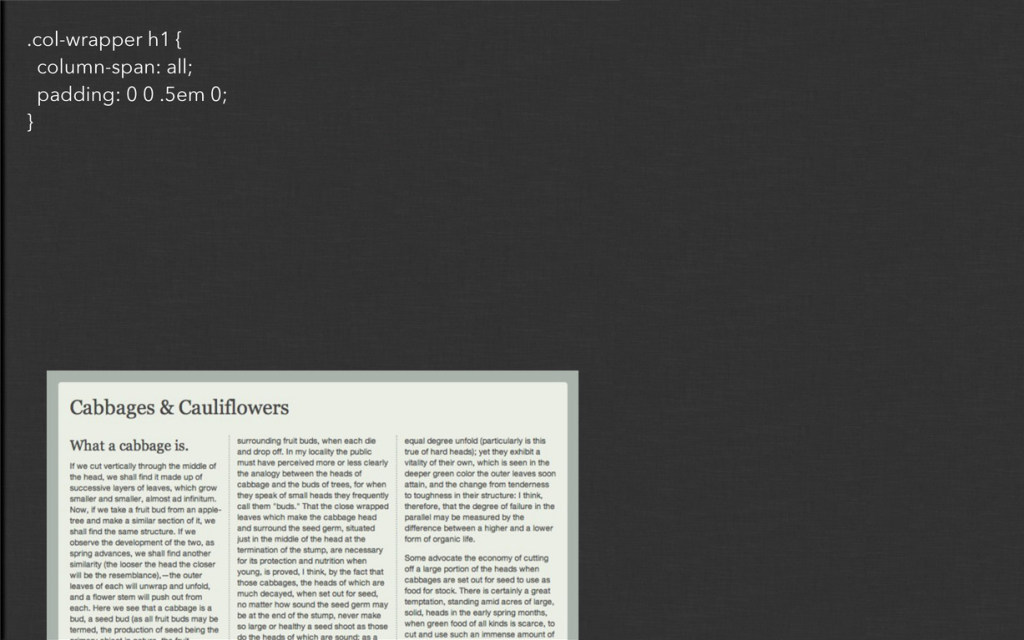 .col-wrapper h1 {
column-span: all;
padding: 0 0 .5em 0;
}
Cabbages & Cauliflowers
What a cabbage is.
If we cut vertically through the middle of
the head, we shall find it made up of
successive layers of leaves, which grow
smaller and smaller, almost ad infinitum.
Now, if we take a fruit bud from an apple-
tree and make a similar section of it, we
shall find the same structure. If we
observe the development of the two, as
spring advances, we shall find another
similarity (the looser the head the closer
will be the resemblance),—the outer
leaves of each will unwrap and unfold,
and a flower stem will push out from
each. Here we see that a cabbage is a
bud, a seed bud (as all fruit buds may be
termed, the production of seed being the
surrounding fruit buds, when each die
and drop off. In my locality the public
must have perceived more or less clearly
the analogy between the heads of
cabbage and the buds of trees, for when
they speak of small heads they frequently
call them "buds." That the close wrapped
leaves which make the cabbage head
and surround the seed germ, situated
just in the middle of the head at the
termination of the stump, are necessary
for its protection and nutrition when
young, is proved, I think, by the fact that
those cabbages, the heads of which are
much decayed, when set out for seed,
no matter how sound the seed germ may
be at the end of the stump, never make
so large or healthy a seed shoot as those
do the heads of which are sound; as a
equal degree unfold (particularly is this
true of hard heads); yet they exhibit a
vitality of their own, which is seen in the
deeper green color the outer leaves soon
attain, and the change from tenderness
to toughness in their structure: I think,
therefore, that the degree of failure in the
parallel may be measured by the
difference between a higher and a lower
form of organic life.
Some advocate the economy of cutting
off a large portion of the heads when
cabbages are set out for seed to use as
food for stock. There is certainly a great
temptation, standing amid acres of large,
solid, heads in the early spring months,
when green food of all kinds is scarce, to
cut and use such an immense amount of